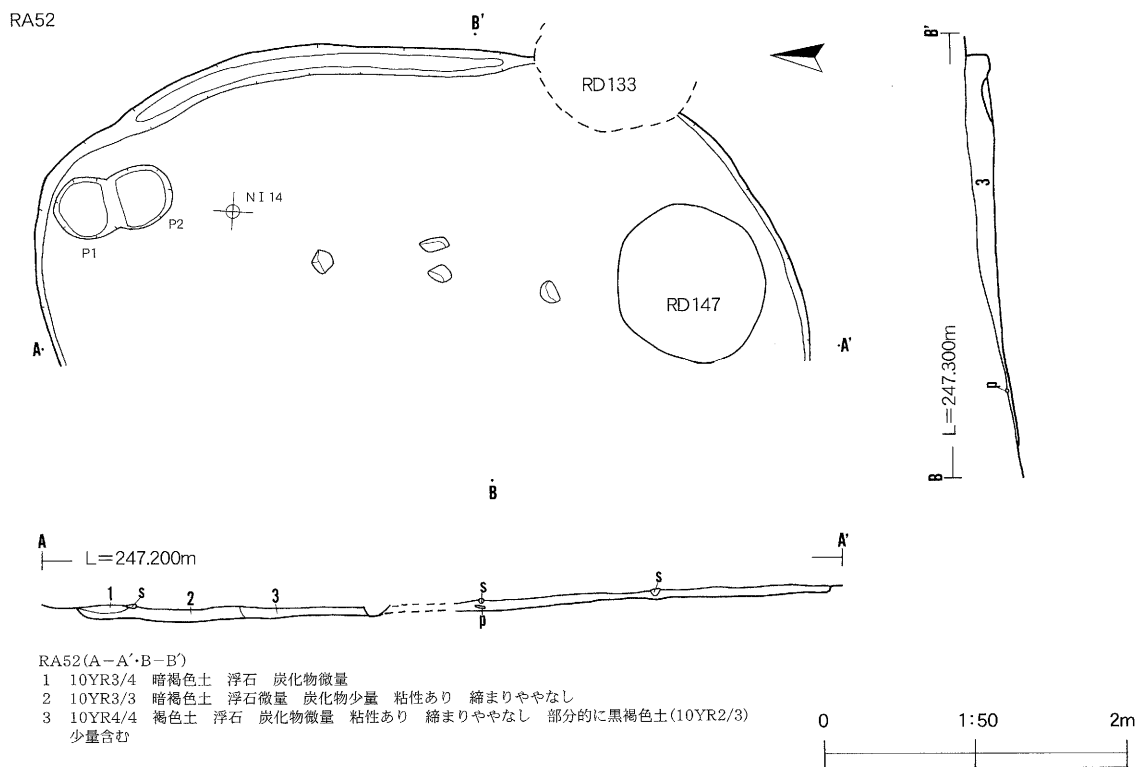 RA52
B'
RD133
N I 14
P2
P1
RD147
A・
・A'
B
B'
3
p
L=247.300m
B
A
L=247.200m
A'
1
s
2
3
s
p
s
RA52(A-A'・B-B')
1 10YR3/4 暗褐色土 浮石 炭化物微量
2 10YR3/3 暗褐色土 浮石微量 炭化物少量 粘性あり 締まりややなし
3 10YR4/4 褐色土 浮石 炭化物微量 粘性あり 締まりややなし 部分的に黒褐色土(10YR2/3)
少量含む
0 1:50 2m